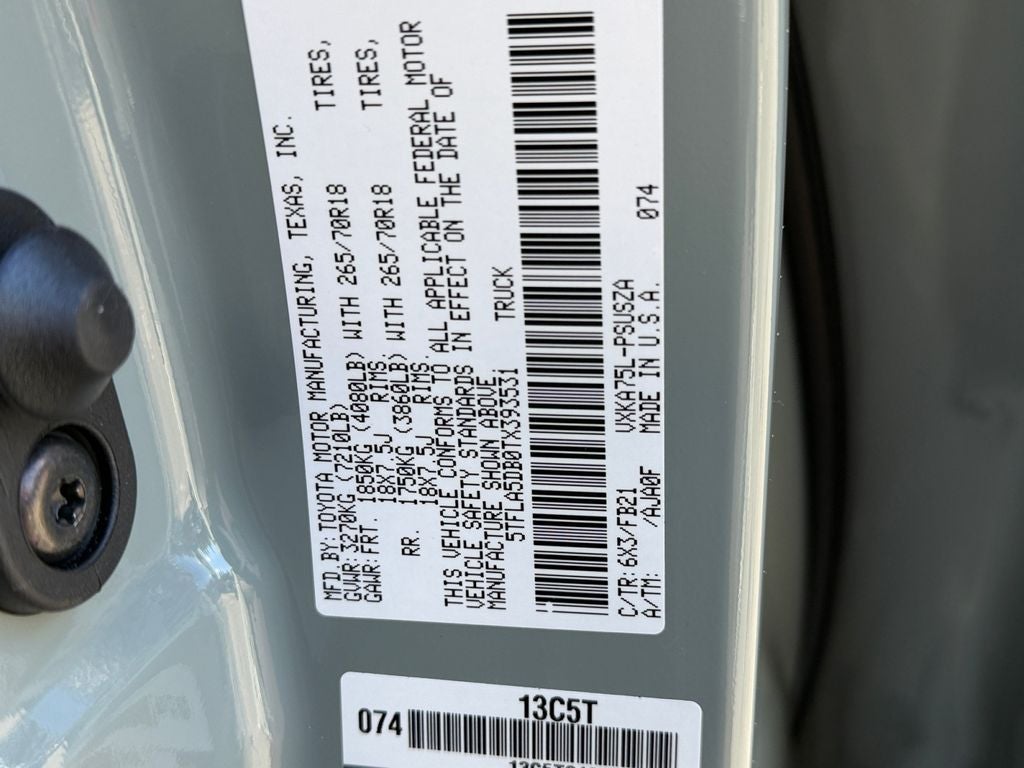 MFD BY: TOYOTA MOTOR MANUFACTURING, TEXAS, INC.
GVWR: 3270KG (7210LB)
GAWR: FRT. 1850KG (4080LB) WITH 265/70R18 TIRES,
18X7.5J RIMS,
RR. 1750KG (3860LB) WITH 265/70R18 TIRES,
18X7.5J RIMS.
THIS VEHICLE CONFORMS TO ALL APPLICABLE FEDERAL MOTOR
VEHICLE SAFETY STANDARDS IN EFFECT ON THE DATE OF
MANUFACTURE SHOWN ABOVE
5TFLA5DB0TX393531 TRUCK
C/TR: 6X3/FB21 VXKA75L-PSUSZA
A/TM: /AJA0F MADE IN U.S.A. 074
13C5T
074